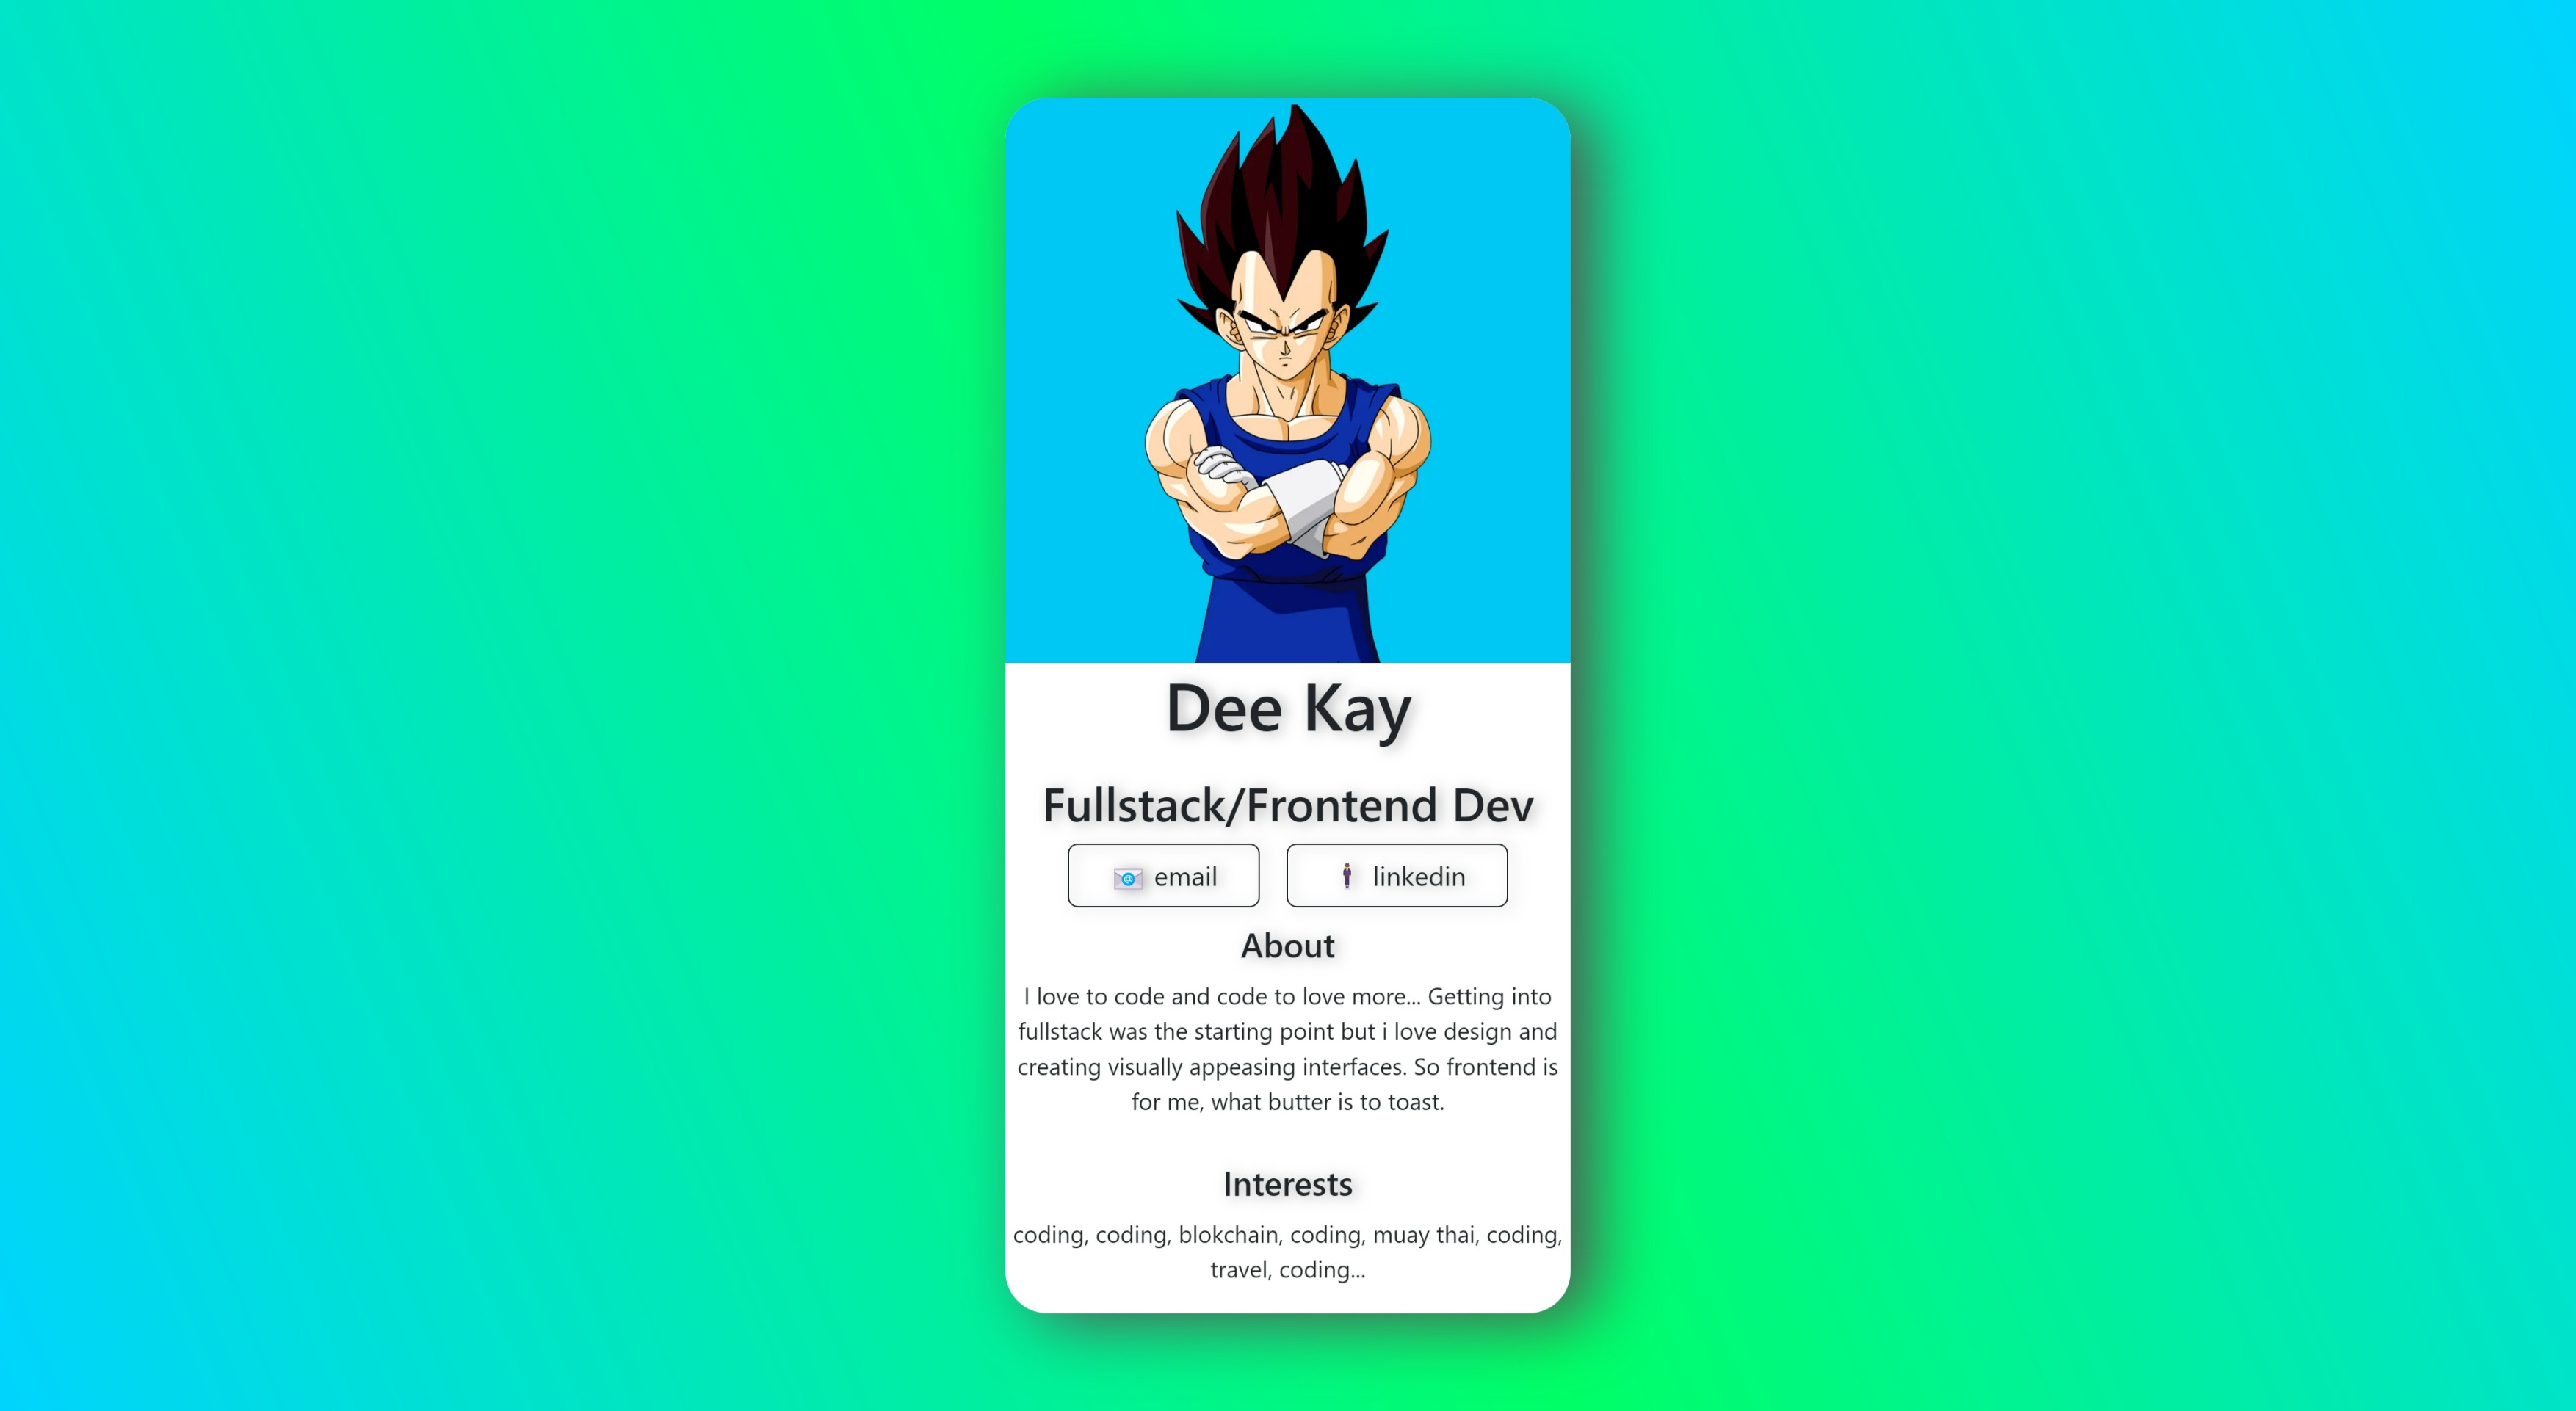 Dee Kay
Fullstack/Frontend Dev
📧 email
🕴🏾 linkedin
About
I love to code and code to love more... Getting into
fullstack was the starting point but i love design and
creating visually appeasing interfaces. So frontend is
for me, what butter is to toast.
Interests
coding, coding, blokchain, coding, muay thai, coding,
travel, coding...